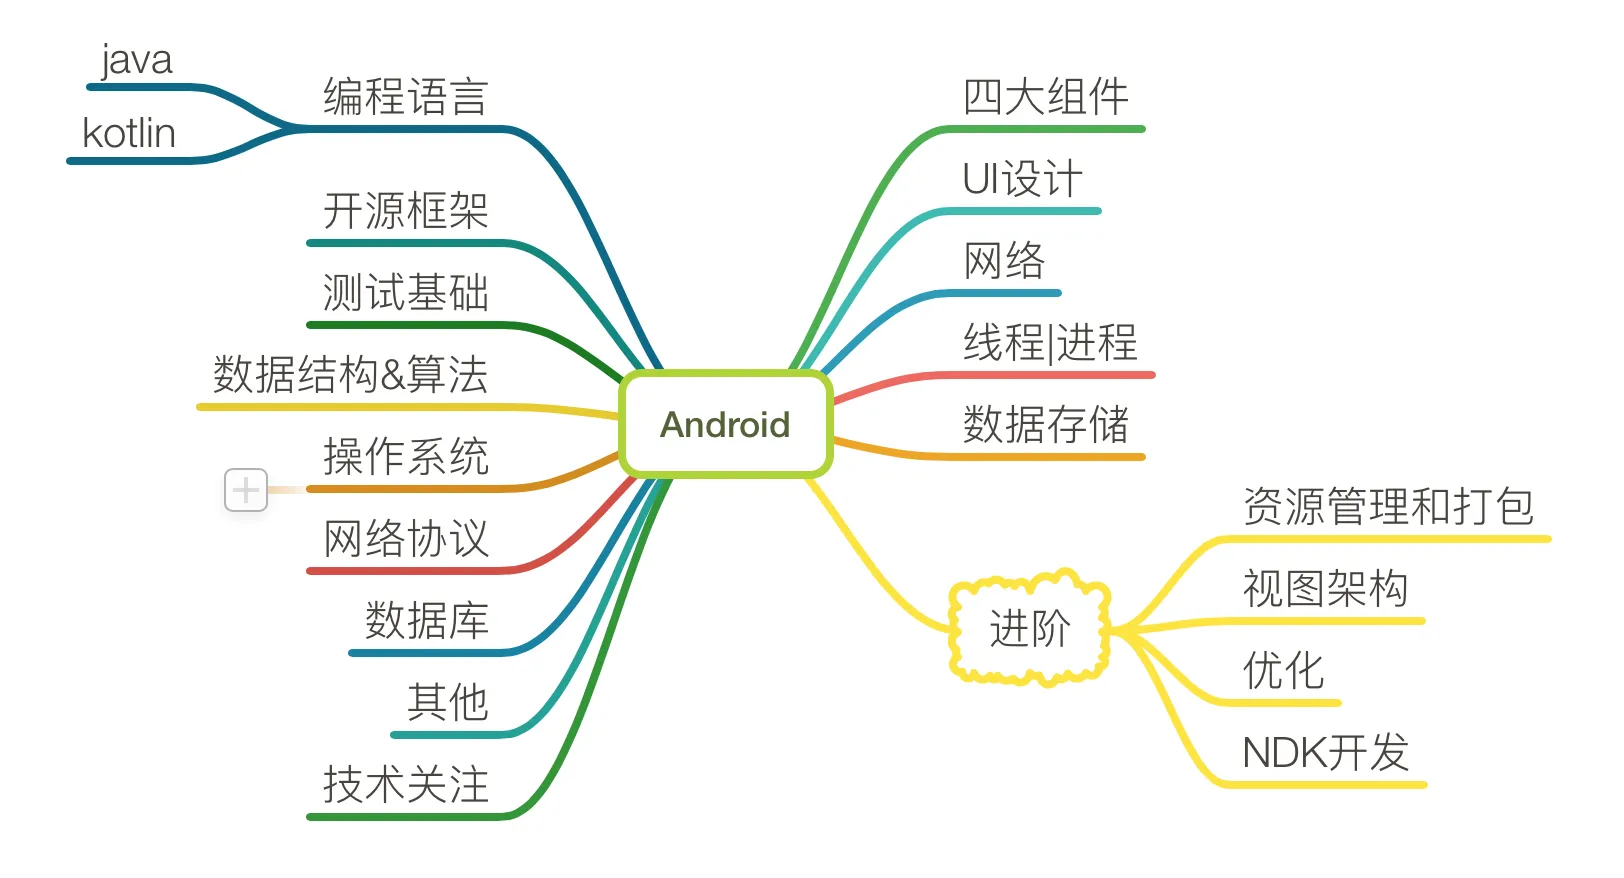 java
kotlin
编程语言
开源框架
测试基础
数据结构&算法
操作系统
网络协议
数据库
其他
技术关注
Android
四大组件
UI设计
网络
线程|进程
数据存储
进阶
资源管理和打包
视图架构
优化
NDK开发